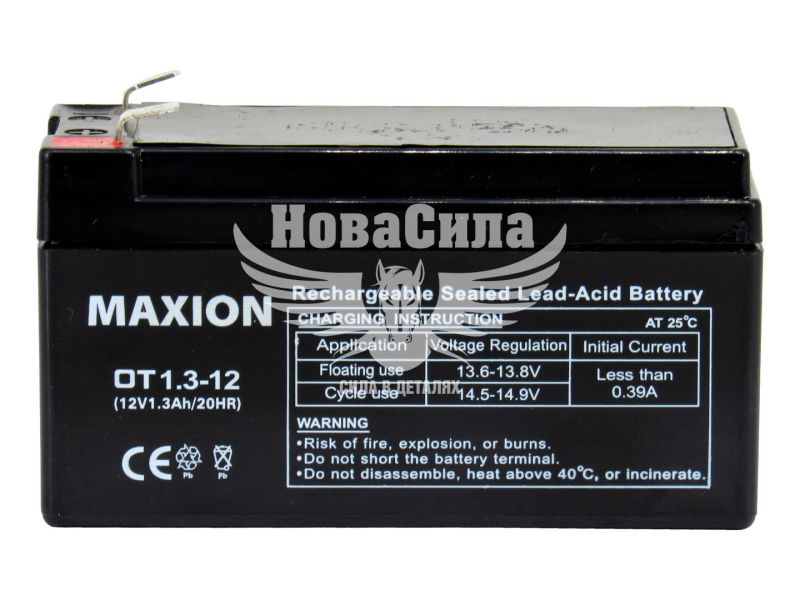 НоваСила
MAXION
Rechargeable Sealed Lead-Acid Battery
CHARGING INSTRUCTION AT 25°C
Application Voltage Regulation Initial Current
Floating use 13.6-13.8V Less than 0.39A
Cycle use 14.5-14.9V
СИЛА В ДЕТАЛЯХ
OT1.3-12
(12V1.3Ah/20HR)
WARNING
•Risk of fire, explosion, or burns.
•Do not short the battery terminal.
•Do not disassemble, heat above 40°C, or incinerate.
CE Pb Pb